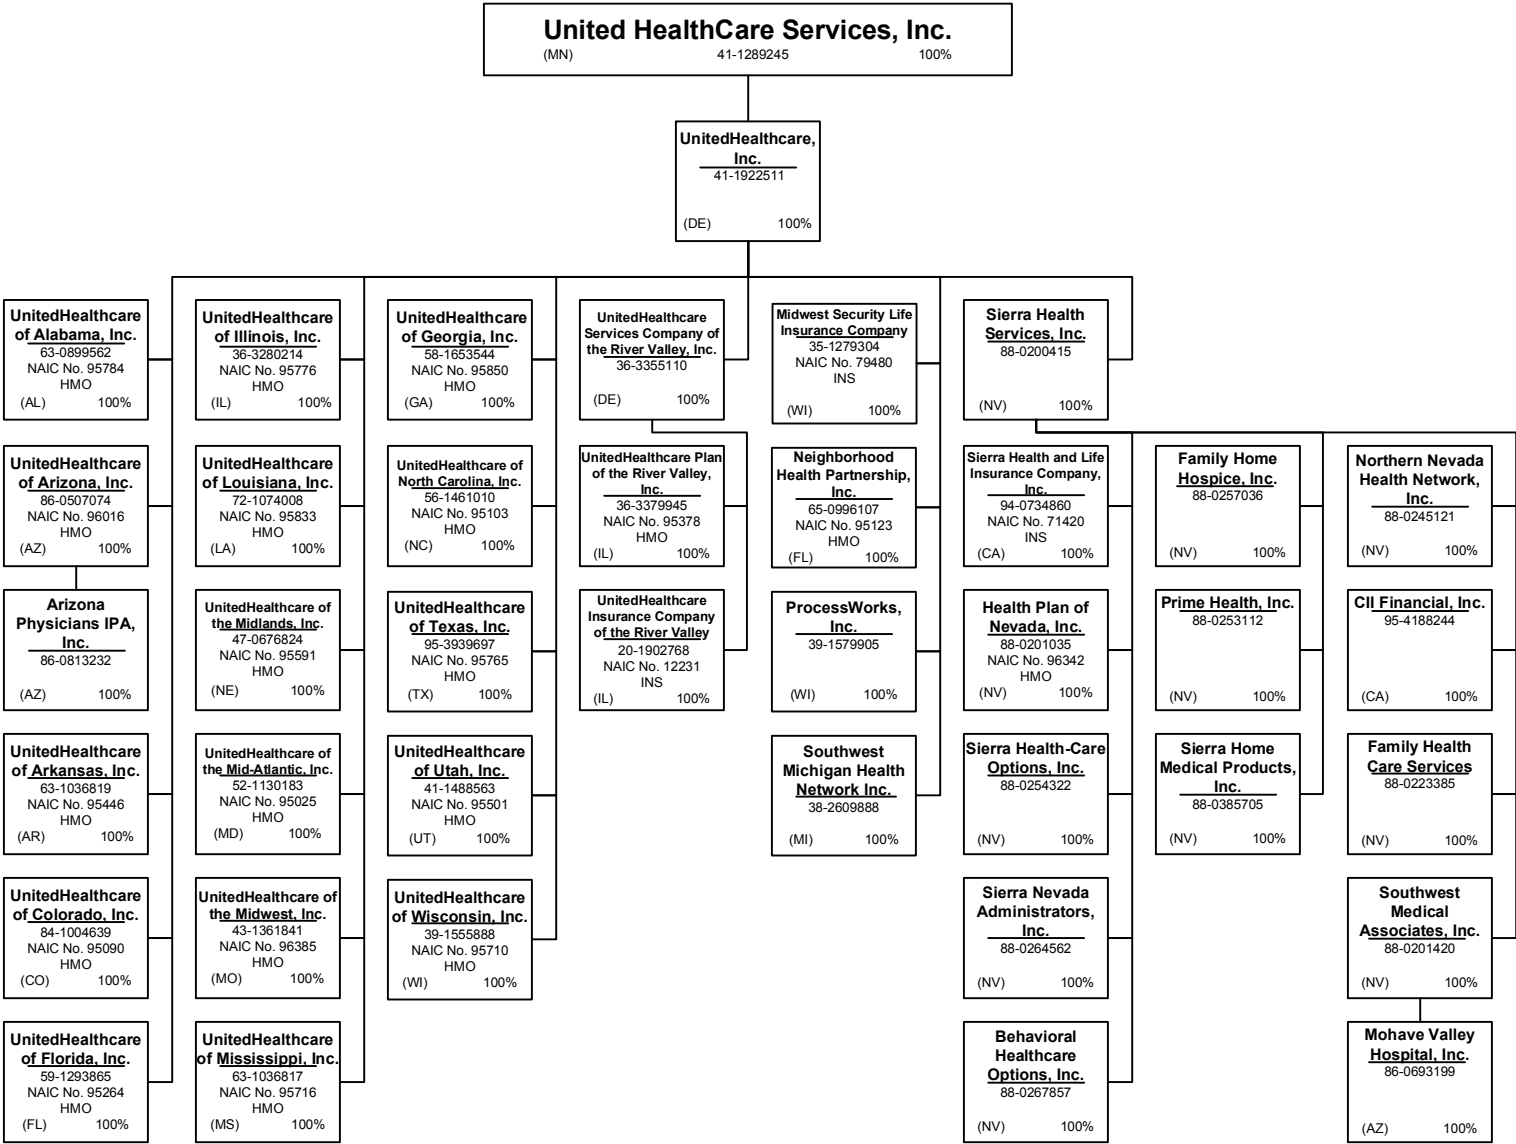 United HealthCare Services, Inc.
(MN) 41-1289245 100%
UnitedHealthcare,
Inc.
41-1922511
(DE) 100%
UnitedHealthcare
of Alabama, Inc.
63-0899562
NAIC No. 95784
HMO
(AL) 100%
UnitedHealthcare
of Illinois, Inc.
36-3280214
NAIC No. 95776
HMO
(IL) 100%
UnitedHealthcare
of Georgia, Inc.
58-1653544
NAIC No. 95850
HMO
(GA) 100%
UnitedHealthcare
Services Company of
the River Valley, Inc.
36-3355110
(DE) 100%
Midwest Security Life
Insurance Company
35-1279304
NAIC No. 79480
INS
(WI) 100%
Sierra Health
Services, Inc.
88-0200415
(NV) 100%
UnitedHealthcare
of Arizona, Inc.
86-0507074
NAIC No. 96016
HMO
(AZ) 100%
UnitedHealthcare
of Louisiana, Inc.
72-1074008
NAIC No. 95833
HMO
(LA) 100%
UnitedHealthcare of
North Carolina, Inc.
56-1461010
NAIC No. 95103
HMO
(NC) 100%
UnitedHealthcare Plan
of the River Valley,
Inc.
36-3379945
NAIC No. 95378
HMO
(IL) 100%
Neighborhood
Health Partnership,
Inc.
65-0996107
NAIC No. 95123
HMO
(FL) 100%
Sierra Health and Life
Insurance Company,
Inc.
94-0734860
NAIC No. 71420
INS
(CA) 100%
Family Home
Hospice, Inc.
88-0257036
(NV) 100%
Northern Nevada
Health Network,
Inc.
88-0245121
(NV) 100%
Arizona
Physicians IPA,
Inc.
86-0813232
(AZ) 100%
UnitedHealthcare of
the Midlands, Inc.
47-0676824
NAIC No. 95591
HMO
(NE) 100%
UnitedHealthcare
of Texas, Inc.
95-3939697
NAIC No. 95765
HMO
(TX) 100%
UnitedHealthcare
Insurance Company
of the River Valley
20-1902768
NAIC No. 12231
INS
(IL) 100%
ProcessWorks,
Inc.
39-1579905
(WI) 100%
Health Plan of
Nevada, Inc.
88-0201035
NAIC No. 96342
HMO
(NV) 100%
Prime Health, Inc.
88-0253112
(NV) 100%
CII Financial, Inc.
95-4188244
(CA) 100%
UnitedHealthcare
of Arkansas, Inc.
63-1036819
NAIC No. 95446
HMO
(AR) 100%
UnitedHealthcare of
the Mid-Atlantic, Inc.
52-1130183
NAIC No. 95025
HMO
(MD) 100%
UnitedHealthcare
of Utah, Inc.
41-1488563
NAIC No. 95501
HMO
(UT) 100%
Southwest
Michigan Health
Network Inc.
38-2609888
(MI) 100%
Sierra Health-Care
Options, Inc.
88-0254322
(NV) 100%
Sierra Home
Medical Products,
Inc.
88-0385705
(NV) 100%
Family Health
Care Services
88-0223385
(NV) 100%
UnitedHealthcare
of Colorado, Inc.
84-1004639
NAIC No. 95090
HMO
(CO) 100%
UnitedHealthcare of
the Midwest, Inc.
43-1361841
NAIC No. 96385
HMO
(MO) 100%
UnitedHealthcare
of Wisconsin, Inc.
39-1555888
NAIC No. 95710
HMO
(WI) 100%
Sierra Nevada
Administrators,
Inc.
88-0264562
(NV) 100%
Southwest
Medical
Associates, Inc.
88-0201420
(NV) 100%
UnitedHealthcare
of Florida, Inc.
59-1293865
NAIC No. 95264
HMO
(FL) 100%
UnitedHealthcare
of Mississippi, Inc.
63-1036817
NAIC No. 95716
HMO
(MS) 100%
Behavioral
Healthcare
Options, Inc.
88-0267857
(NV) 100%
Mohave Valley
Hospital, Inc.
86-0693199
(AZ) 100%